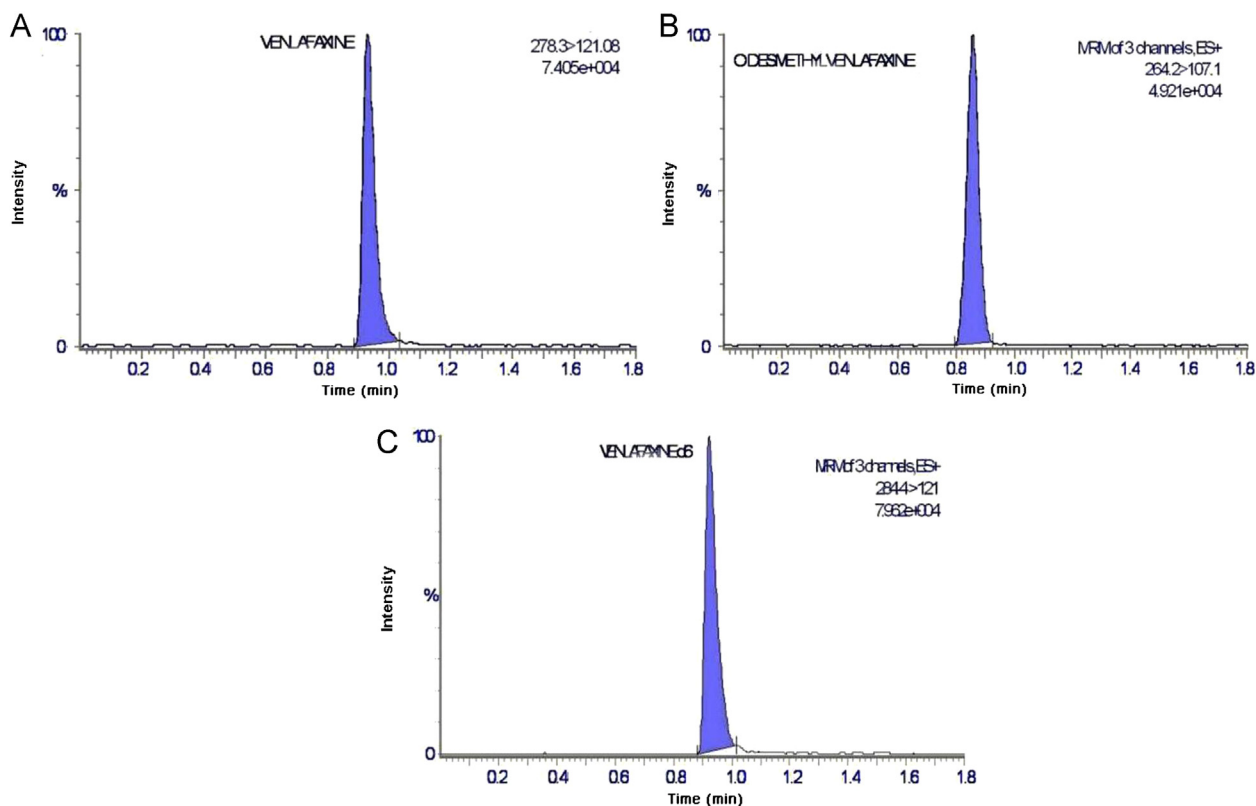 A
100
VENLAFAXINE
278.3>121.08
7.405e+004
Intensity
%
0
0.2 0.4 0.6 0.8 1.0 1.2 1.4 1.6 1.8
Time (min)
B
100
O DESMETHYLVENLAFAXINE
MRM of 3 channels,ES+
264.2>107.1
4.921e+004
Intensity
%
0
0.2 0.4 0.6 0.8 1.0 1.2 1.4 1.6 1.8
Time (min)
C
100
VENLAFAXINEd6
MRM of 3 channels,ES+
284.4>121
7.962e+004
Intensity
%
0
0.2 0.4 0.6 0.8 1.0 1.2 1.4 1.6 1.8
Time (min)